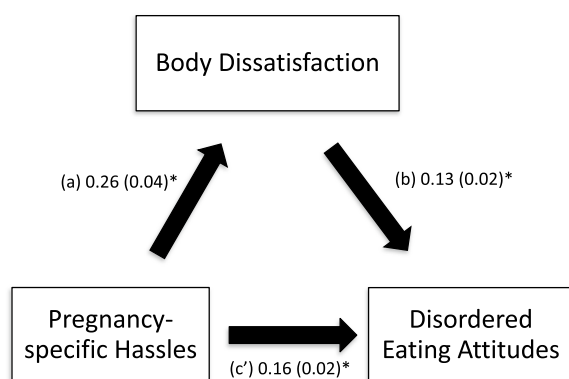 Body Dissatisfaction
(a) 0.26 (0.04)*
(b) 0.13 (0.02)*
Pregnancy-
specific Hassles
Disordered
Eating Attitudes
(c’) 0.16 (0.02)*